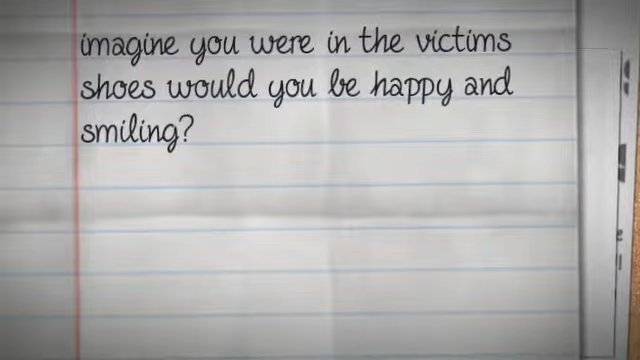 imagine you were in the victims
shoes would you be happy and
smiling?